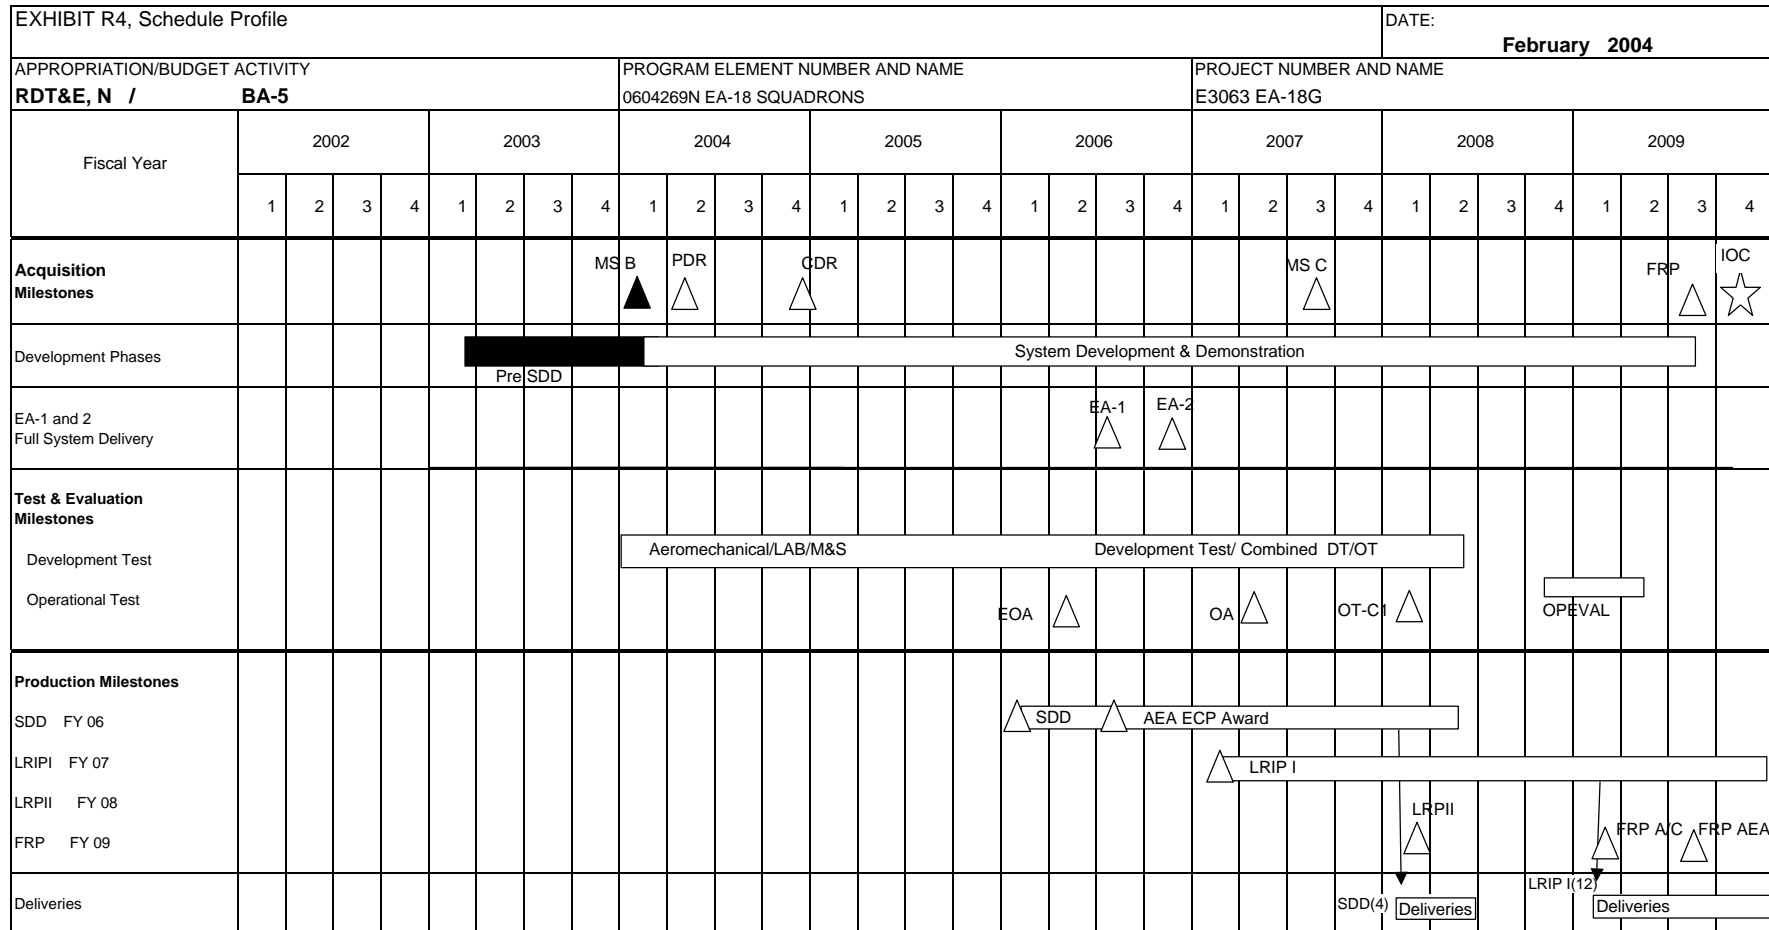 EXHIBIT R4, Schedule Profile
DATE:
February 2004
APPROPRIATION/BUDGET ACTIVITY
PROGRAM ELEMENT NUMBER AND NAME
PROJECT NUMBER AND NAME
RDT&E, N / BA-5
0604269N EA-18 SQUADRONS
E3063 EA-18G
Fiscal Year
2002 2003 2004 2005 2006 2007 2008 2009
1 2 3 4 1 2 3 4 1 2 3 4 1 2 3 4 1 2 3 4 1 2 3 4 1 2 3 4 1 2 3 4
Acquisition
Milestones
MS B PDR CDR MS C FRP IOC
Development Phases
System Development & Demonstration
Pre SDD
EA-1 and 2
Full System Delivery
EA-1 EA-2
Test & Evaluation
Milestones
Development Test
Aeromechanical/LAB/M&S Development Test/ Combined DT/OT
Operational Test
EOA OA OT-C1 OPEVAL
Production Milestones
SDD FY 06
SDD AEA ECP Award
LRIPI FY 07
LRIP I
LRPII FY 08
LRPII
FRP FY 09
FRP A/C FRP AEA
Deliveries
SDD(4) Deliveries LRIP I(12) Deliveries